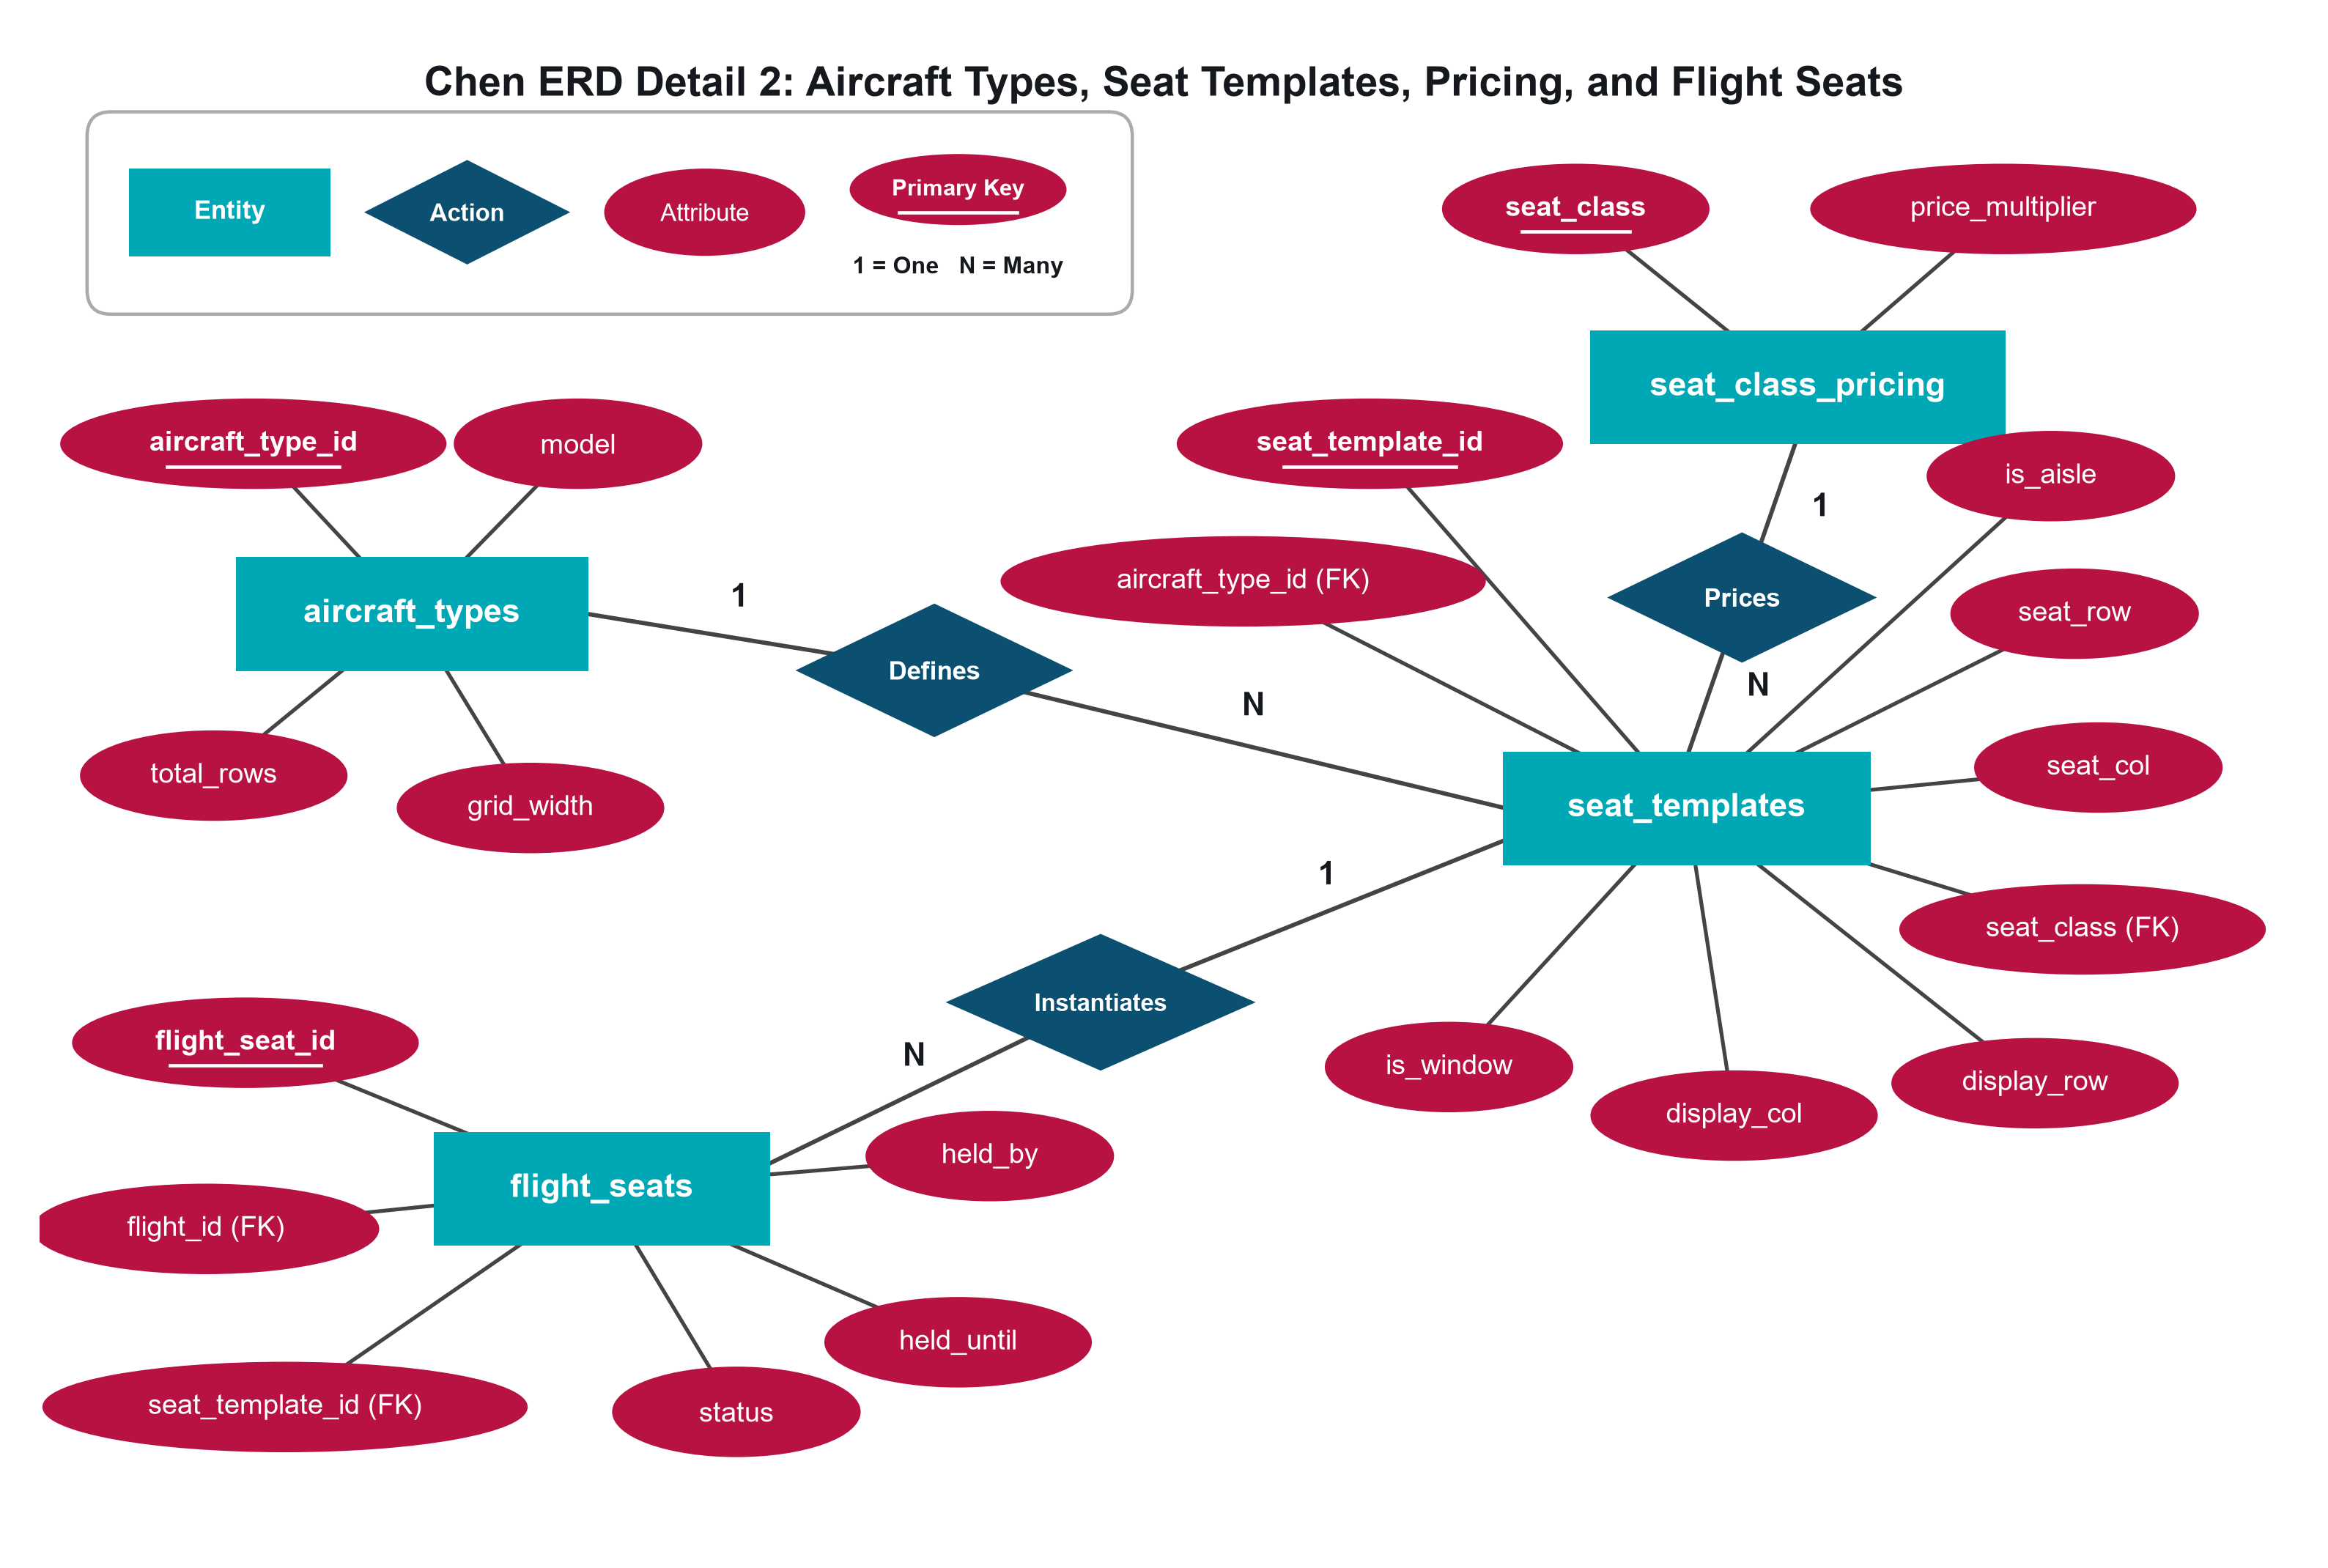 Chen ERD Detail 2: Aircraft Types, Seat Templates, Pricing, and Flight Seats
Entity
Action
Attribute
Primary Key
1 = One N = Many
seat_class
price_multiplier
seat_class_pricing
aircraft_type_id
model
seat_template_id
is_aisle
1
aircraft_type_id (FK)
Prices
1
aircraft_types
seat_row
Defines
N
N
total_rows
grid_width
seat_col
seat_templates
1
seat_class (FK)
Instantiates
N
flight_seat_id
is_window
display_col
display_row
held_by
flight_seats
flight_id (FK)
held_until
seat_template_id (FK)
status